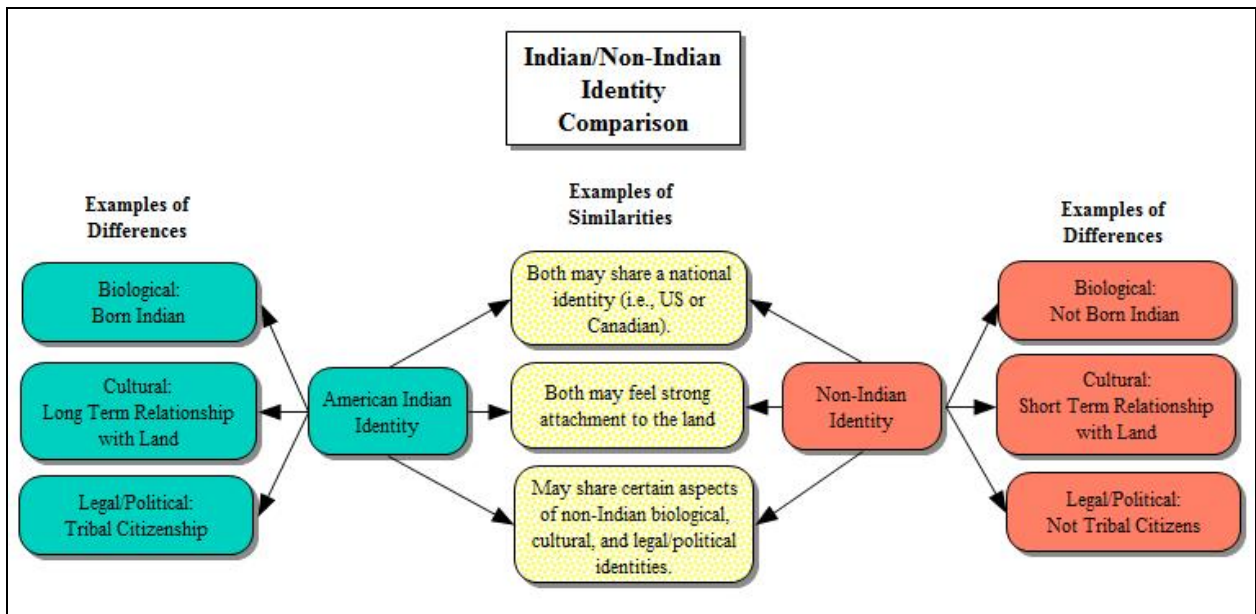 Indian/Non-Indian
Identity
Comparison
Examples of
Differences
Examples of
Similarities
Examples of
Differences
Biological:
Born Indian
Cultural:
Long Term Relationship
with Land
Legal/Political:
Tribal Citizenship
American Indian
Identity
Both may share a national
identity (i.e., US or
Canadian).
Both may feel strong
attachment to the land
May share certain aspects
of non-Indian biological,
cultural, and legal/political
identities.
Non-Indian
Identity
Biological:
Not Born Indian
Cultural:
Short Term Relationship
with Land
Legal/Political:
Not Tribal Citizens